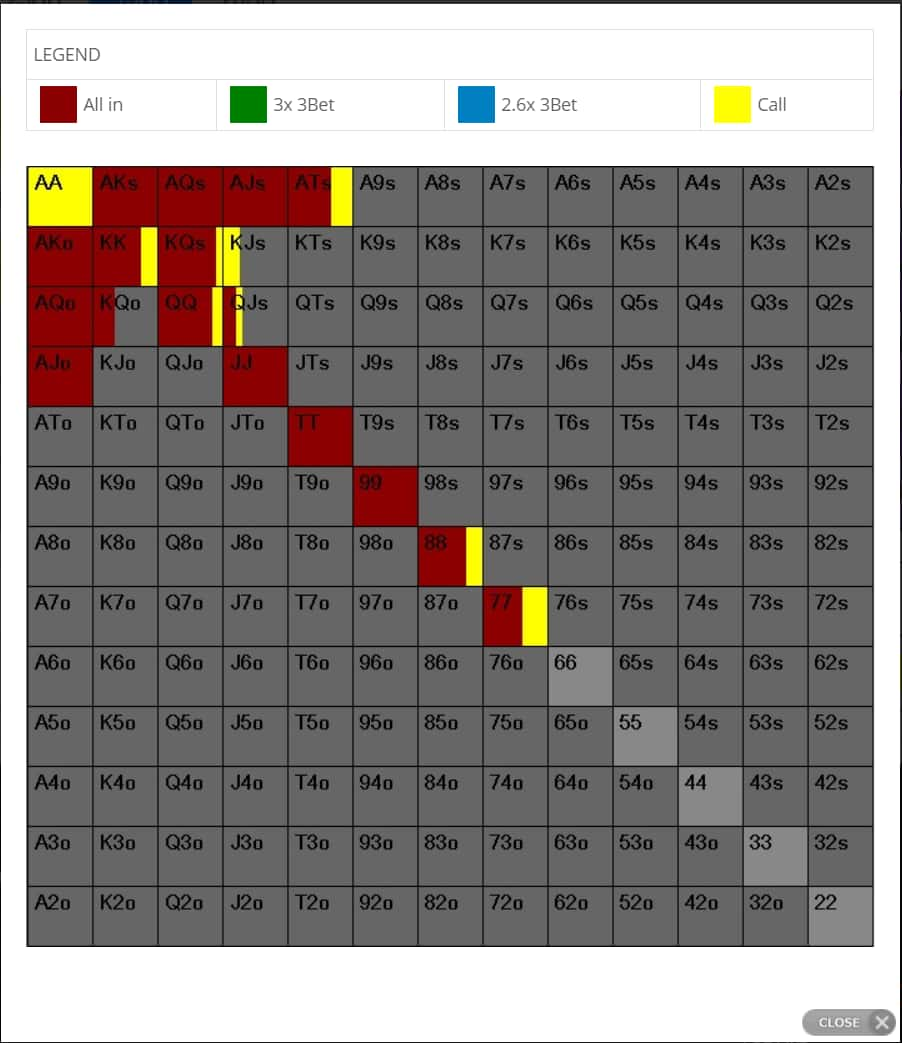 LEGEND
All in 3x 3Bet 2.6x 3Bet Call
AA AKs AQs AJs ATs A9s A8s A7s A6s A5s A4s A3s A2s
AKo KK KQs KJs KTs K9s K8s K7s K6s K5s K4s K3s K2s
AQo KQo QQ QJs QTs Q9s Q8s Q7s Q6s Q5s Q4s Q3s Q2s
AJo KJo QJo JJ JTs J9s J8s J7s J6s J5s J4s J3s J2s
ATo KTo QTo JTo TT T9s T8s T7s T6s T5s T4s T3s T2s
A9o K9o Q9o J9o T9o 99 98s 97s 96s 95s 94s 93s 92s
A8o K8o Q8o J8o T8o 98o 88 87s 86s 85s 84s 83s 82s
A7o K7o Q7o J7o T7o 97o 87o 77 76s 75s 74s 73s 72s
A6o K6o Q6o J6o T6o 96o 86o 76o 66 65s 64s 63s 62s
A5o K5o Q5o J5o T5o 95o 85o 75o 65o 55 54s 53s 52s
A4o K4o Q4o J4o T4o 94o 84o 74o 64o 54o 44 43s 42s
A3o K3o Q3o J3o T3o 93o 83o 73o 63o 53o 43o 33 32s
A2o K2o Q2o J2o T2o 92o 82o 72o 62o 52o 42o 32o 22
CLOSE